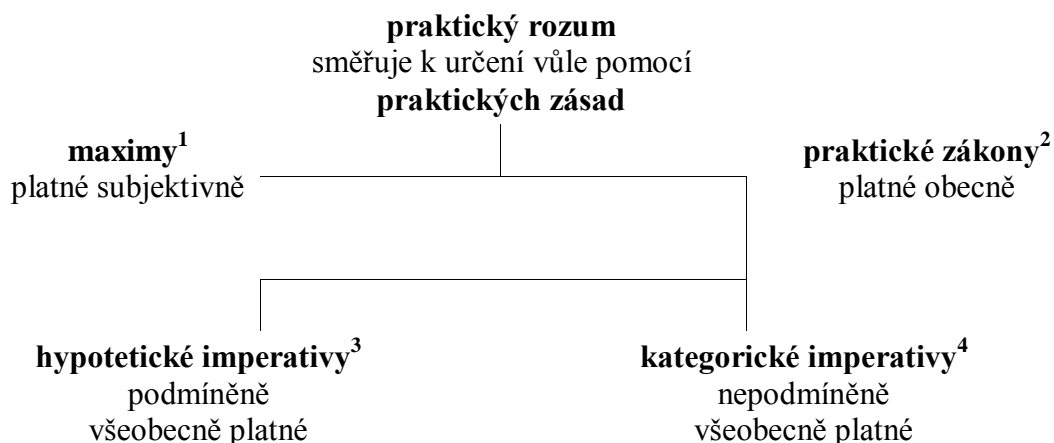 praktický rozum
směřuje k určení vůle pomocí
praktických zásad
maximy¹
platné subjektivně
praktické zákony²
platné obecně
hypotetické imperativy³
podmíněně
všeobecně platné
kategorické imperativy⁴
nepodmíněně
všeobecně platné